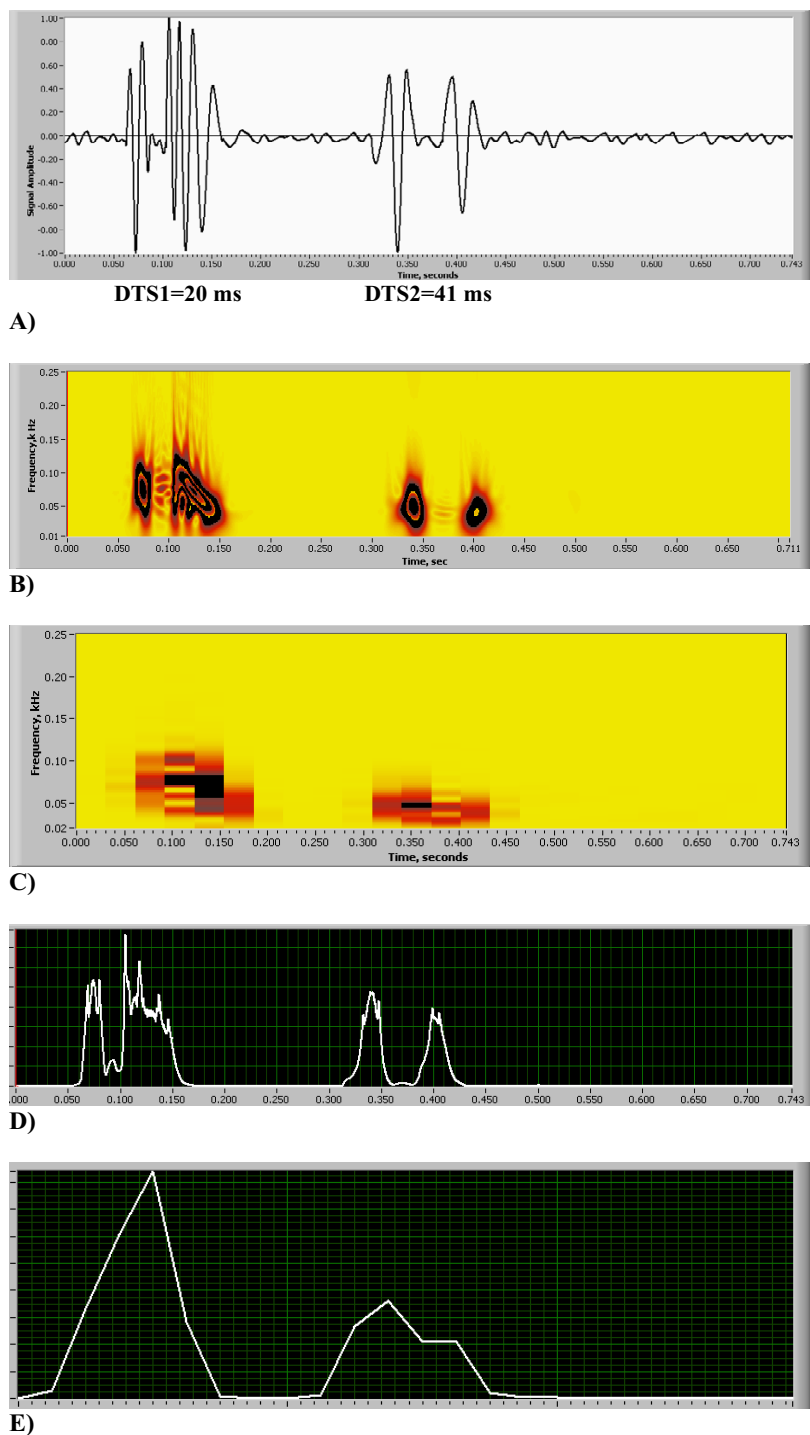 1.00
0.00
0.60
0.40
0.20
0.00
-0.20
-0.40
-0.60
-0.00
-1.00
Signal Amplitude
0.000 0.050 0.100 0.150 0.200 0.250 0.300 0.350 0.400 0.450 0.500 0.550 0.600 0.650 0.700 0.743
Time, seconds
DTS1=20 ms DTS2=41 ms
A)
0.25
0.20
0.15
0.10
0.05
0.01
Frequency,k Hz
0.000 0.050 0.100 0.150 0.200 0.250 0.300 0.350 0.400 0.450 0.500 0.550 0.600 0.650 0.711
Time, sec
B)
0.25
0.20
0.15
0.10
0.05
0.02
Frequency, kHz
0.000 0.050 0.100 0.150 0.200 0.250 0.300 0.350 0.400 0.450 0.500 0.550 0.600 0.650 0.700 0.743
Time, seconds
C)
.000 0.050 0.100 0.150 0.200 0.250 0.300 0.350 0.400 0.450 0.500 0.550 0.600 0.650 0.700 0.743
D)
E)